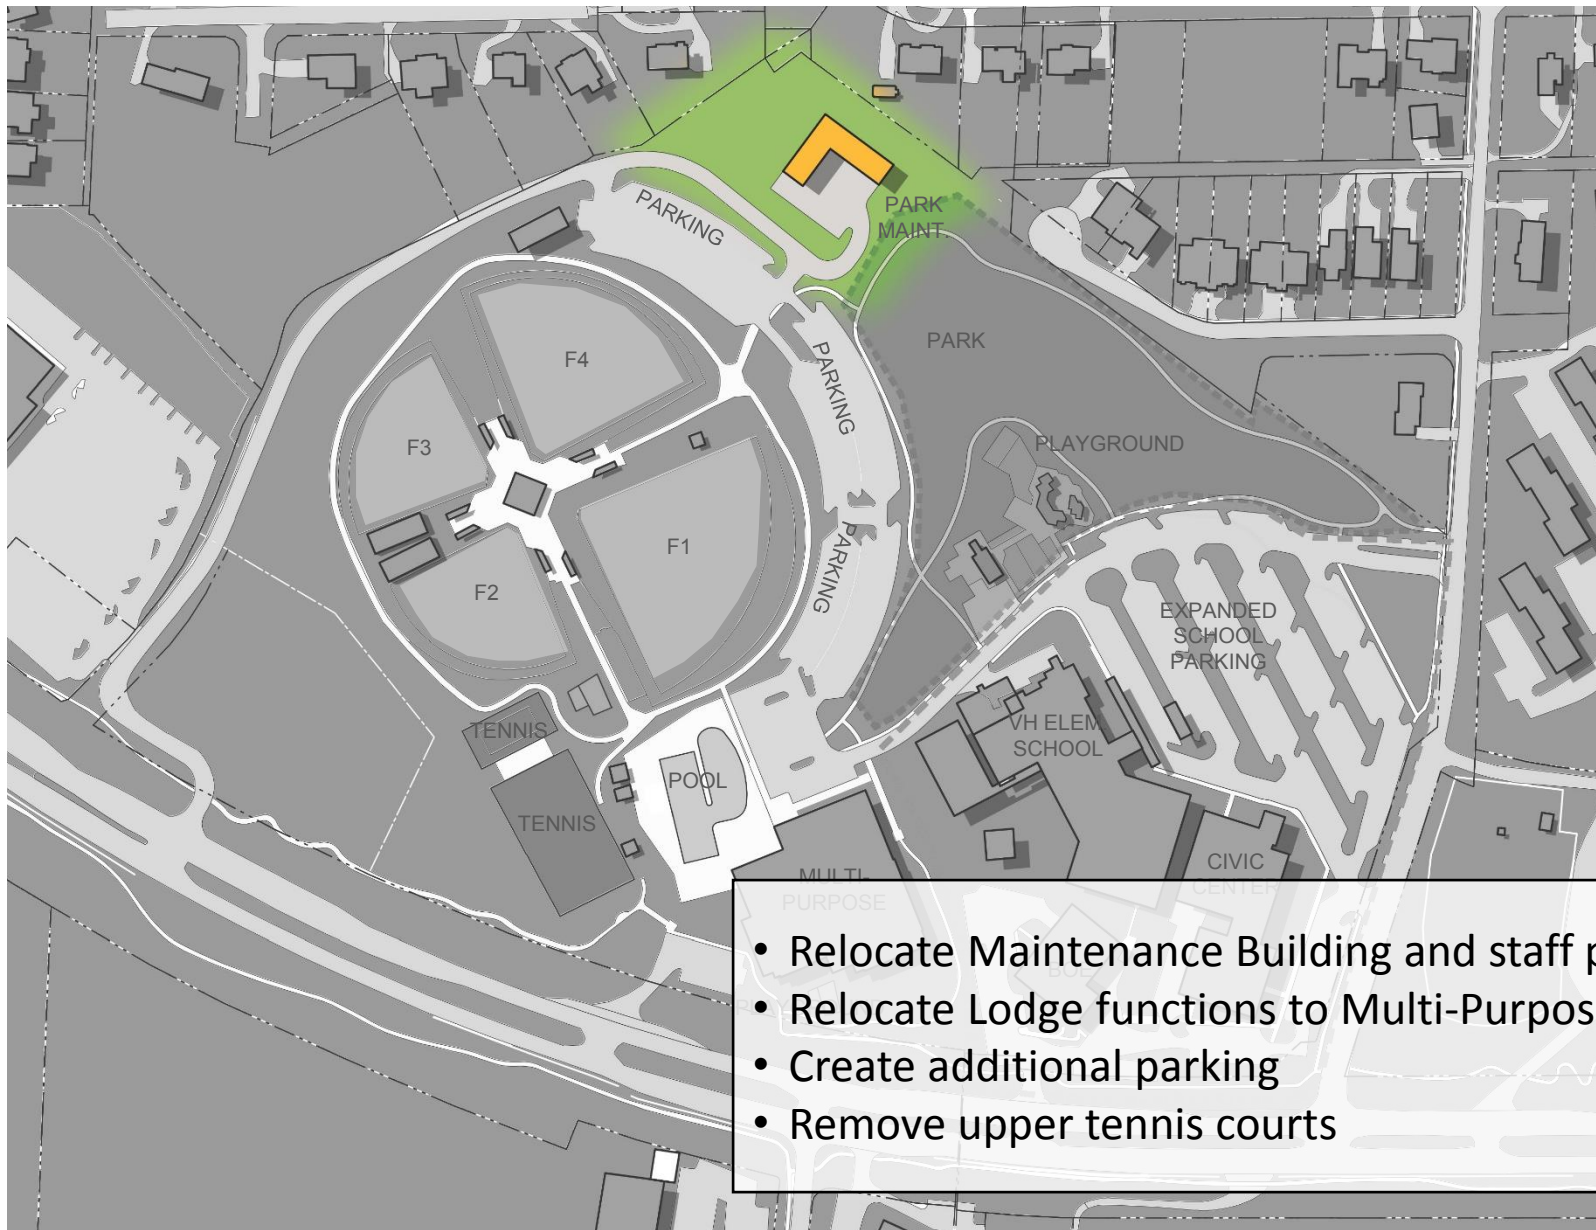 PARKING
PARK
MAINT.
F4
PARKING
PARK
F3
PLAYGROUND
F1
PARKING
F2
EXPANDED
SCHOOL
PARKING
TENNIS
VH ELEM
SCHOOL
POOL
TENNIS
MULTI-
PURPOSE
CIVIC
CENTER
• Relocate Maintenance Building and staff p
• Relocate Lodge functions to Multi-Purpos
• Create additional parking
• Remove upper tennis courts